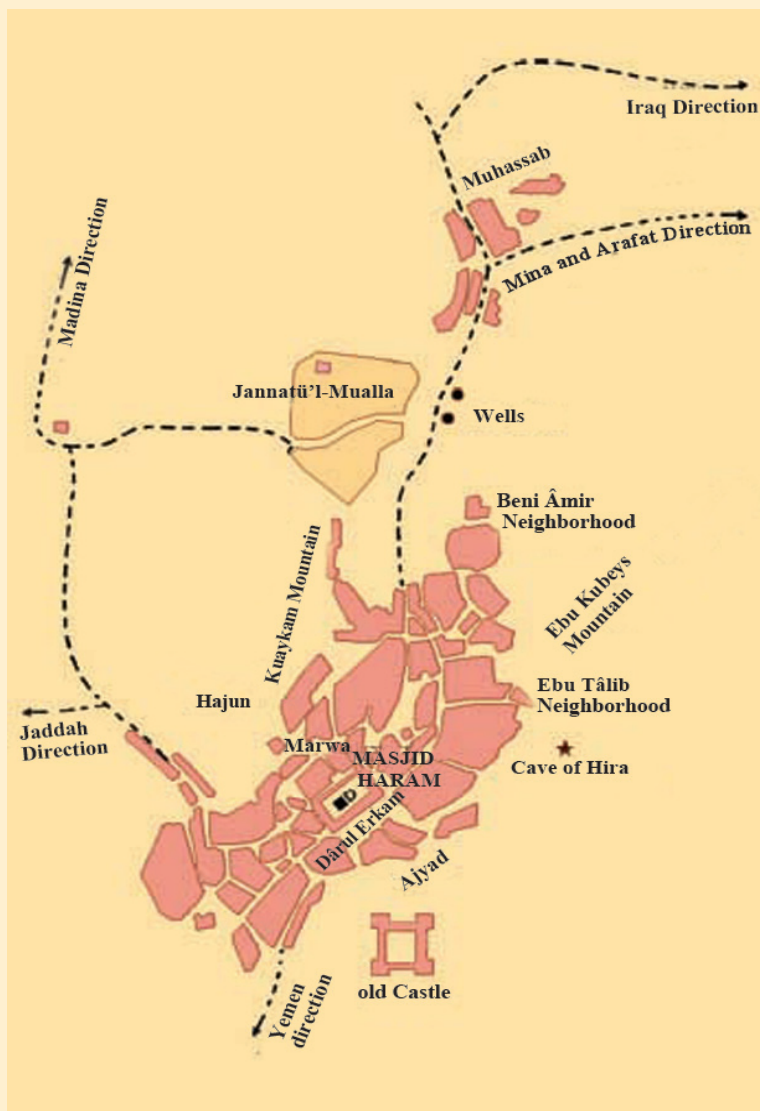 Iraq Direction
Muhassab
Mina and Arafat Direction
Madina Direction
Jannatü’l-Mualla
Wells
Beni Âmir
Neighborhood
Kuaykam Mountain
Ebu Kubeys
Mountain
Hajun
Ebu Tâlib
Neighborhood
Jaddah
Direction
Marwa
MASJID
HARAM
Cave of Hira
Dârul Erkam
Ajyad
old Castle
Yemen
direction